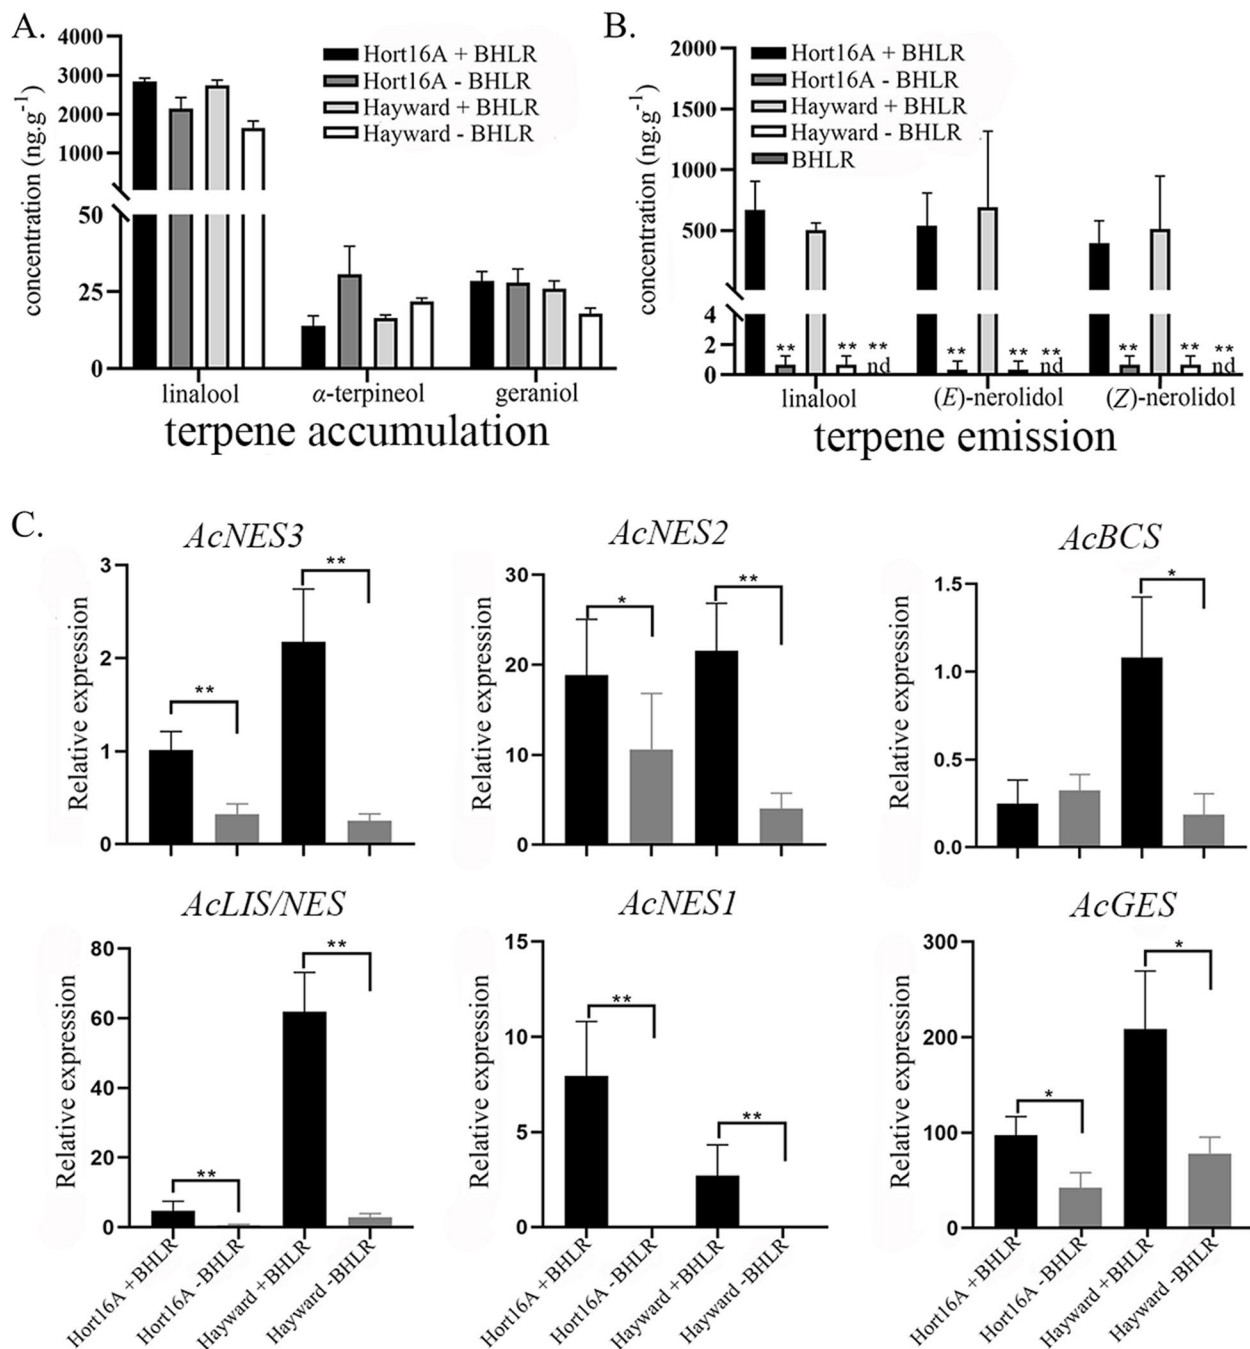 A.
4000
3000
2000
1000
50
25
0
concentration (ng.g⁻¹)
Hort16A + BHLR
Hort16A - BHLR
Hayward + BHLR
Hayward - BHLR
linalool α-terpineol geraniol
terpene accumulation
B.
2000
1500
1000
500
4
2
0
concentration (ng.g⁻¹)
Hort16A + BHLR
Hort16A - BHLR
Hayward + BHLR
Hayward - BHLR
BHLR
** ** ** ** ** ** ** ** **
nd nd nd
linalool (E)-nerolidol (Z)-nerolidol
terpene emission
C.
AcNES3
3
2
1
0
Relative expression
**
**
AcNES2
30
20
10
0
Relative expression
*
**
AcBCS
1.5
1.0
0.5
0.0
Relative expression
*
AcLIS/NES
80
60
40
20
0
Relative expression
**
**
Hort16A +BHLR
Hort16A -BHLR
Hayward +BHLR
Hayward -BHLR
AcNES1
15
10
5
0
Relative expression
**
**
Hort16A +BHLR
Hort16A -BHLR
Hayward +BHLR
Hayward -BHLR
AcGES
300
200
100
0
Relative expression
*
*
Hort16A +BHLR
Hort16A -BHLR
Hayward +BHLR
Hayward -BHLR